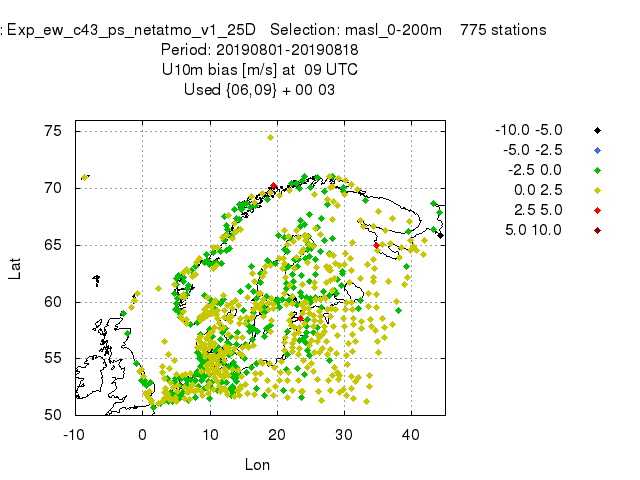 : Exp_ew_c43_ps_netatmo_v1_25D Selection: masl_0-200m 775 stations
Period: 20190801-20190818
U10m bias [m/s] at 09 UTC
Used {06,09} + 00 03
75
70
65
60
55
50
Lat
-10 0 10 20 30 40
Lon
-10.0 -5.0
-5.0 -2.5
-2.5 0.0
0.0 2.5
2.5 5.0
5.0 10.0